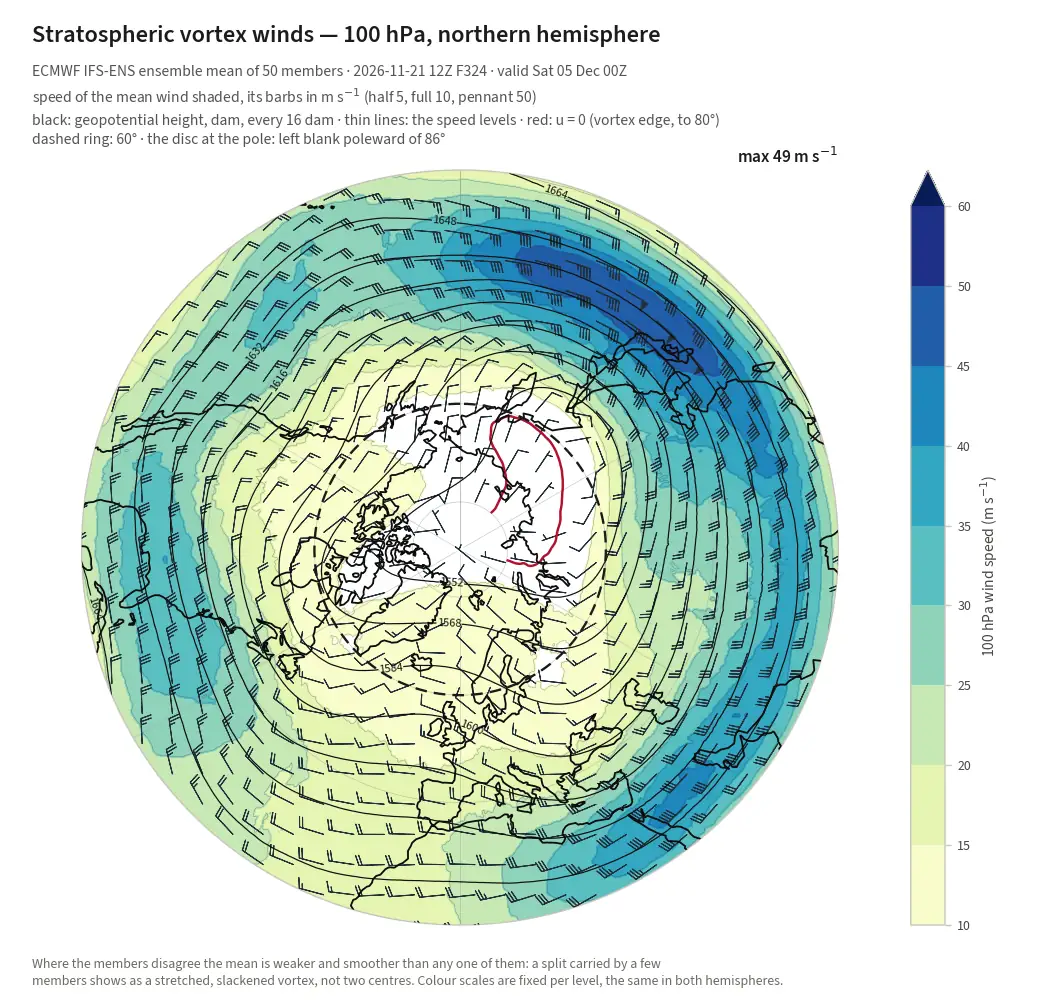 Stratospheric vortex winds — 100 hPa, northern hemisphere
ECMWF IFS-ENS ensemble mean of 50 members · 2026-11-21 12Z F324 · valid Sat 05 Dec 00Z
speed of the mean wind shaded, its barbs in m s−1 (half 5, full 10, pennant 50)
black: geopotential height, dam, every 16 dam · thin lines: the speed levels · red: u = 0 (vortex edge, to 80°)
dashed ring: 60° · the disc at the pole: left blank poleward of 86°
max 49 m s−1
1664
1648
1632
1616
1552
1568
1584
60
50
45
40
35
30
25
20
15
10
100 hPa wind speed (m s−1)
Where the members disagree the mean is weaker and smoother than any one of them: a split carried by a few
members shows as a stretched, slackened vortex, not two centres. Colour scales are fixed per level, the same in both hemispheres.